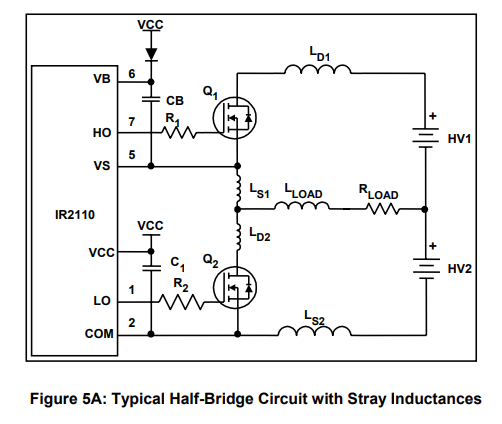 VCC
LD1
VB 6
CB
Q1
+
R1
HO 7
HV1
VS 5
LS1
LLOAD
RLOAD
IR2110
VCC
LD2
+
VCC
HV2
C1
Q2
R2
LO 1
LS2
COM 2
Figure 5A: Typical Half-Bridge Circuit with Stray Inductances